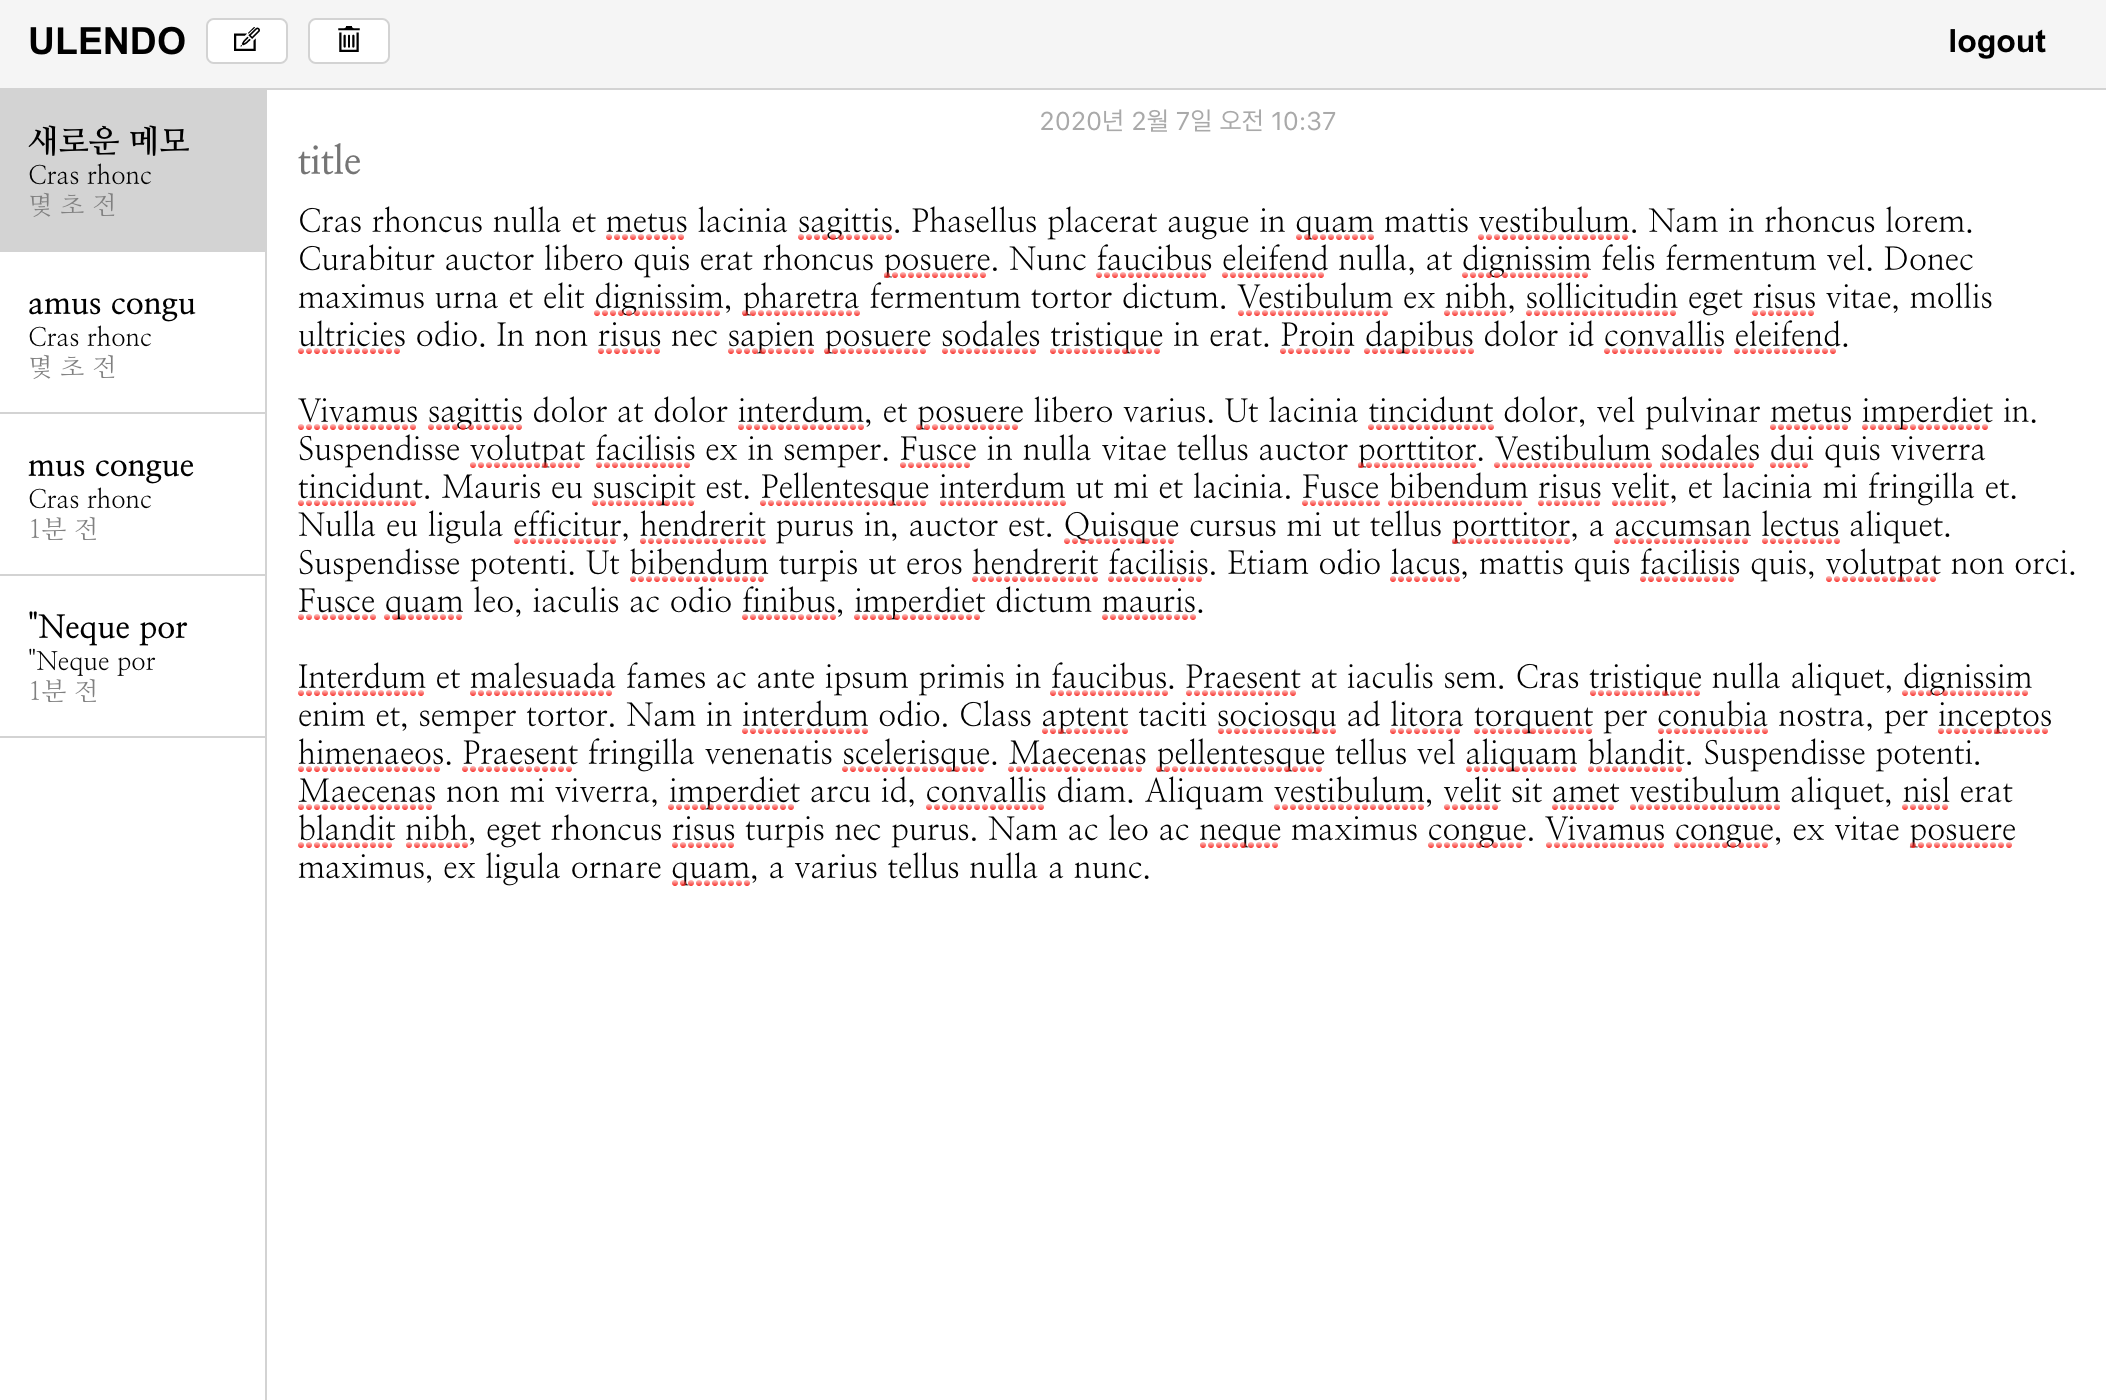 ULENDO
logout
새로운 메모
Cras rhonc
몇 초 전
amus congu
Cras rhonc
몇 초 전
mus congue
Cras rhonc
1분 전
"Neque por
"Neque por
1분 전
2020년 2월 7일 오전 10:37
title
Cras rhoncus nulla et metus lacinia sagittis. Phasellus placerat augue in quam mattis vestibulum. Nam in rhoncus lorem.
Curabitur auctor libero quis erat rhoncus posuere. Nunc faucibus eleifend nulla, at dignissim felis fermentum vel. Donec
maximus urna et elit dignissim, pharetra fermentum tortor dictum. Vestibulum ex nibh, sollicitudin eget risus vitae, mollis
ultricies odio. In non risus nec sapien posuere sodales tristique in erat. Proin dapibus dolor id convallis eleifend.
Vivamus sagittis dolor at dolor interdum, et posuere libero varius. Ut lacinia tincidunt dolor, vel pulvinar metus imperdiet in.
Suspendisse volutpat facilisis ex in semper. Fusce in nulla vitae tellus auctor porttitor. Vestibulum sodales dui quis viverra
tincidunt. Mauris eu suscipit est. Pellentesque interdum ut mi et lacinia. Fusce bibendum risus velit, et lacinia mi fringilla et.
Nulla eu ligula efficitur, hendrerit purus in, auctor est. Quisque cursus mi ut tellus porttitor, a accumsan lectus aliquet.
Suspendisse potenti. Ut bibendum turpis ut eros hendrerit facilisis. Etiam odio lacus, mattis quis facilisis quis, volutpat non orci.
Fusce quam leo, iaculis ac odio finibus, imperdiet dictum mauris.
Interdum et malesuada fames ac ante ipsum primis in faucibus. Praesent at iaculis sem. Cras tristique nulla aliquet, dignissim
enim et, semper tortor. Nam in interdum odio. Class aptent taciti sociosqu ad litora torquent per conubia nostra, per inceptos
himenaeos. Praesent fringilla venenatis scelerisque. Maecenas pellentesque tellus vel aliquam blandit. Suspendisse potenti.
Maecenas non mi viverra, imperdiet arcu id, convallis diam. Aliquam vestibulum, velit sit amet vestibulum aliquet, nisl erat
blandit nibh, eget rhoncus risus turpis nec purus. Nam ac leo ac neque maximus congue. Vivamus congue, ex vitae posuere
maximus, ex ligula ornare quam, a varius tellus nulla a nunc.